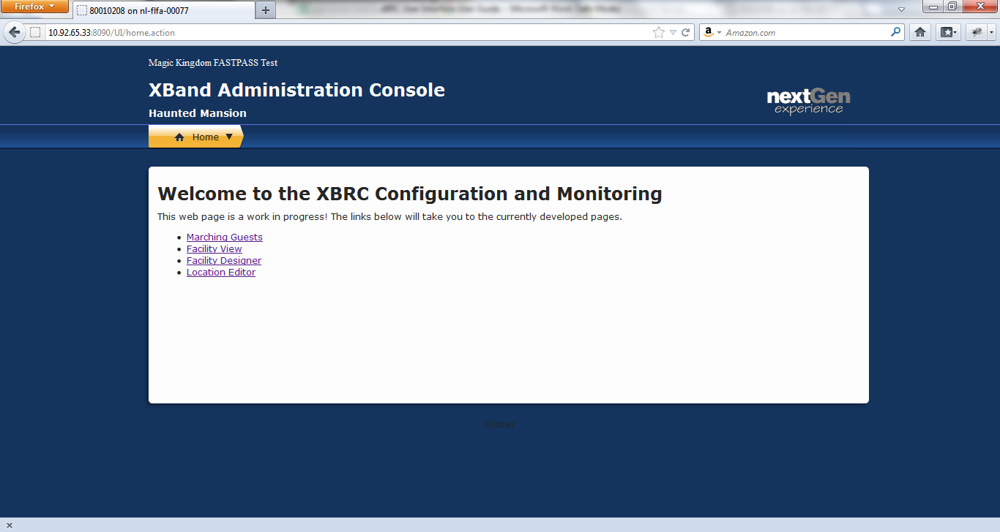 Firefox
80010208 on nl-flfa-00077
10.92.65.33:8090/UI/home.action
Amazon.com
Magic Kingdom FASTPASS Test
XBand Administration Console
nextGen
experience
Haunted Mansion
Home
Welcome to the XBRC Configuration and Monitoring
This web page is a work in progress! The links below will take you to the currently developed pages.
Marching Guests
Facility View
Facility Designer
Location Editor
Footer